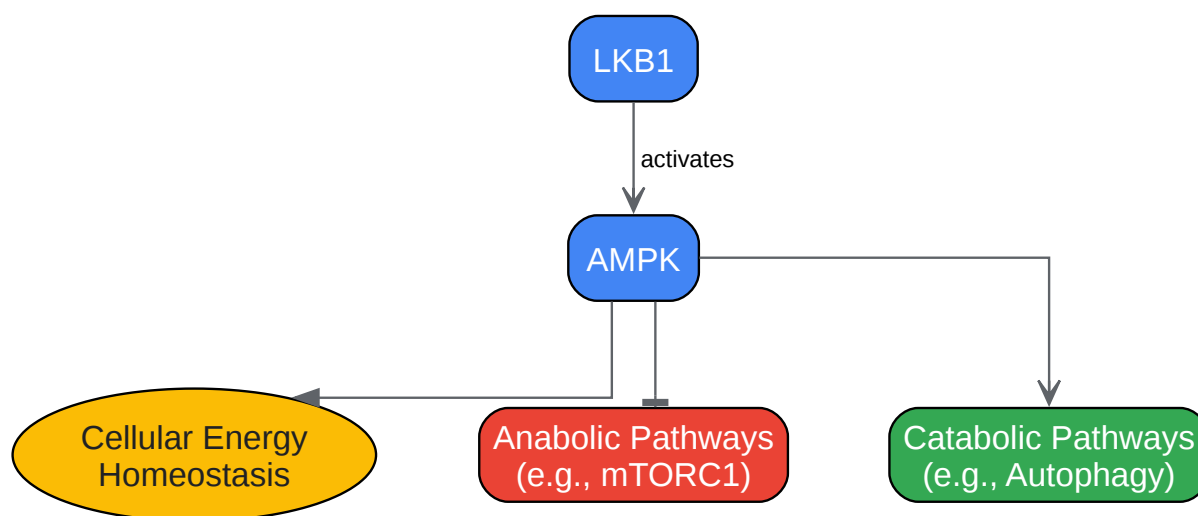 LKB1
activates
AMPK
Cellular Energy
Homeostasis
Anabolic Pathways
(e.g., mTORC1)
Catabolic Pathways
(e.g., Autophagy)